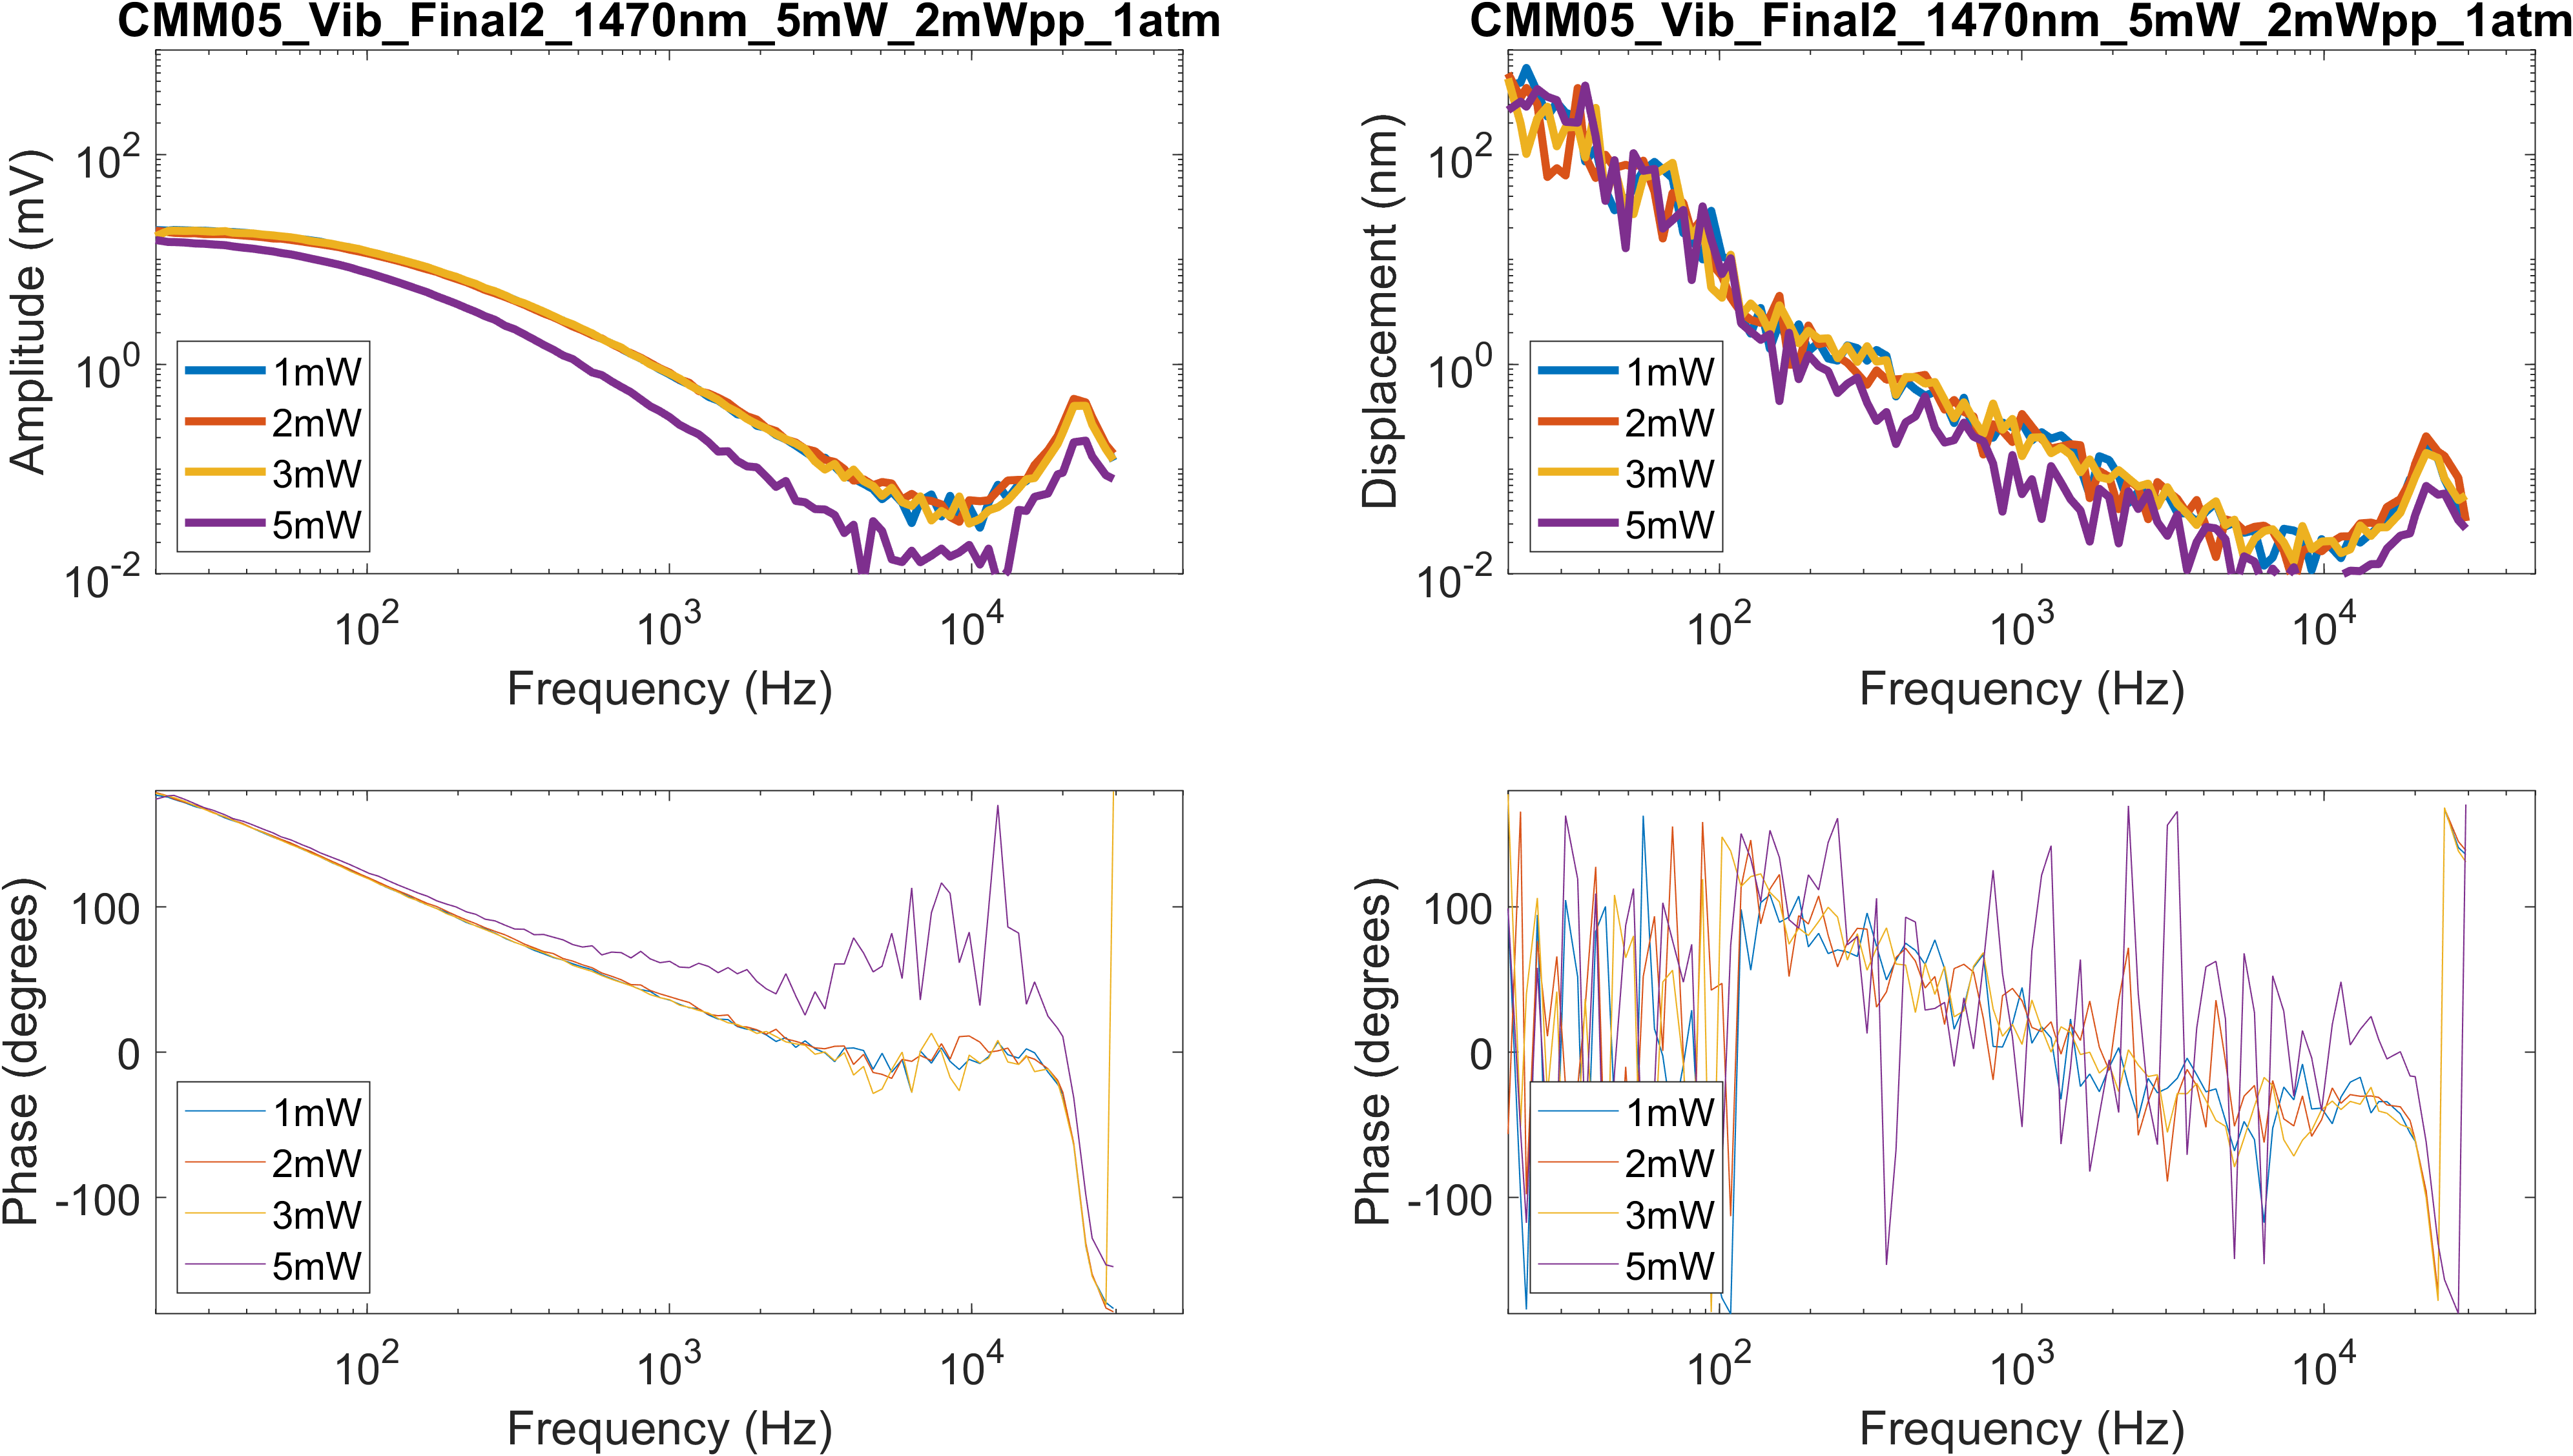 CMM05_Vib_Final2_1470nm_5mW_2mWpp_1atm
Amplitude (mV)
10^2
10^0
10^-2
1mW
2mW
3mW
5mW
10^2
10^3
10^4
Frequency (Hz)
CMM05_Vib_Final2_1470nm_5mW_2mWpp_1atm
Displacement (nm)
10^2
10^0
10^-2
1mW
2mW
3mW
5mW
10^2
10^3
10^4
Frequency (Hz)
Phase (degrees)
100
0
-100
1mW
2mW
3mW
5mW
10^2
10^3
10^4
Frequency (Hz)
Phase (degrees)
100
0
-100
1mW
2mW
3mW
5mW
10^2
10^3
10^4
Frequency (Hz)